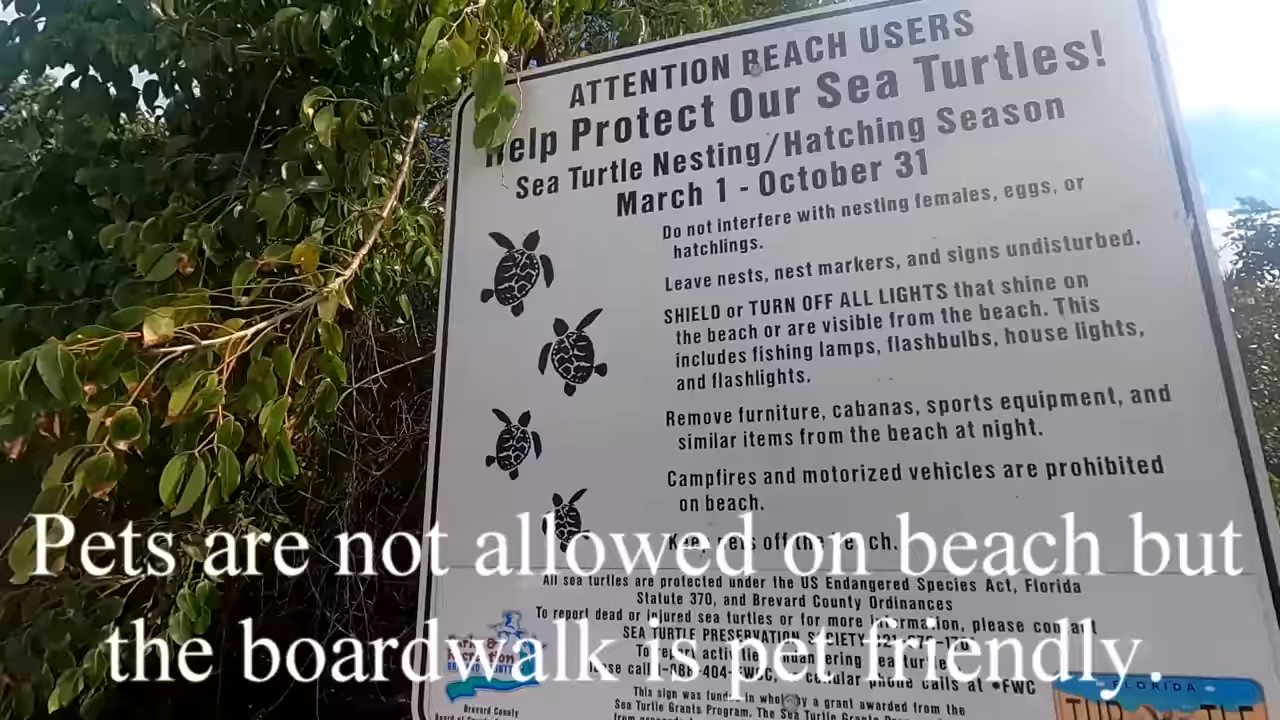 ATTENTION BEACH USERS
Help Protect Our Sea Turtles!
Sea Turtle Nesting/Hatching Season
March 1 - October 31
Do not interfere with nesting females, eggs, or
hatchlings.
Leave nests, nest markers, and signs undisturbed.
SHIELD or TURN OFF ALL LIGHTS that shine on
the beach or are visible from the beach. This
includes fishing lamps, flashbulbs, house lights,
and flashlights.
Remove furniture, cabanas, sports equipment, and
similar items from the beach at night.
Campfires and motorized vehicles are prohibited
on beach.
Keep pets off the beach.
Pets are not allowed on beach but
the boardwalk is pet friendly.
All sea turtles are protected under the US Endangered Species Act, Florida
Statute 370, and Brevard County Ordinances
To report dead or injured sea turtles or for more information, please contact
SEA TURTLE PRESERVATION SOCIETY
To report activities endangering sea turtles
call 1-888-404-FWCC, cellular phone calls at *FWC
This sign was funded in whole by a grant awarded from the
Sea Turtle Grants Program. The Sea Turtle Grants
Parks &
Recreation
Brevard County
FLORIDA